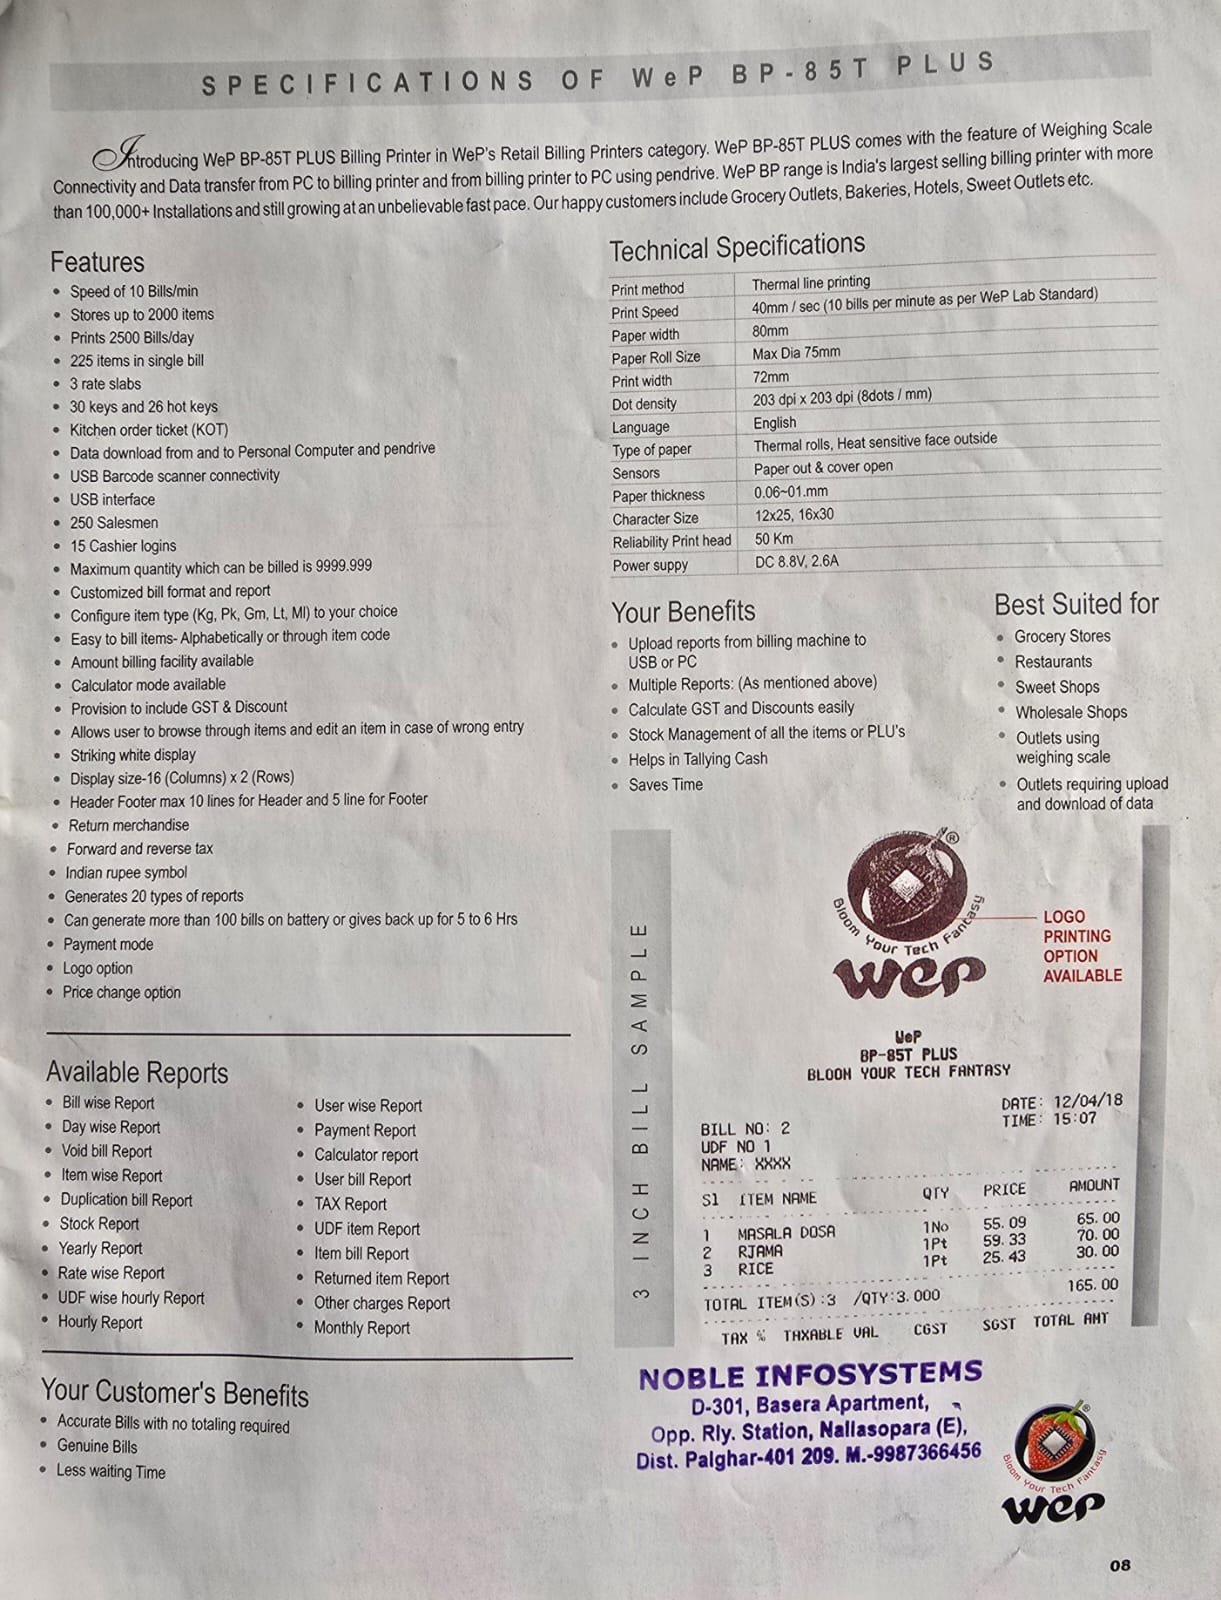 SPECIFICATIONS OF WeP BP-85T PLUS
Introducing WeP BP-85T PLUS Billing Printer in WeP's Retail Billing Printers category. WeP BP-85T PLUS comes with the feature of Weighing Scale
Connectivity and Data transfer from PC to billing printer and from billing printer to PC using pendrive. WeP BP range is India's largest selling billing printer with more
than 100,000+ Installations and still growing at an unbelievable fast pace. Our happy customers include Grocery Outlets, Bakeries, Hotels, Sweet Outlets etc.
Features
• Speed of 10 Bills/min
• Stores up to 2000 items
• Prints 2500 Bills/day
• 225 items in single bill
• 3 rate slabs
• 30 keys and 26 hot keys
• Kitchen order ticket (KOT)
• Data download from and to Personal Computer and pendrive
• USB Barcode scanner connectivity
• USB interface
• 250 Salesmen
• 15 Cashier logins
• Maximum quantity which can be billed is 9999.999
• Customized bill format and report
• Configure item type (Kg, Pk, Gm, Lt, Ml) to your choice
• Easy to bill items- Alphabetically or through item code
• Amount billing facility available
• Calculator mode available
• Provision to include GST & Discount
• Allows user to browse through items and edit an item in case of wrong entry
• Striking white display
• Display size-16 (Columns) x 2 (Rows)
• Header Footer max 10 lines for Header and 5 line for Footer
• Return merchandise
• Forward and reverse tax
• Indian rupee symbol
• Generates 20 types of reports
• Can generate more than 100 bills on battery or gives back up for 5 to 6 Hrs
• Payment mode
• Logo option
• Price change option
Available Reports
• Bill wise Report
• Day wise Report
• Void bill Report
• Item wise Report
• Duplication bill Report
• Stock Report
• Yearly Report
• Rate wise Report
• UDF wise hourly Report
• Hourly Report
• User wise Report
• Payment Report
• Calculator report
• User bill Report
• TAX Report
• UDF item Report
• Item bill Report
• Returned item Report
• Other charges Report
• Monthly Report
Your Customer's Benefits
• Accurate Bills with no totaling required
• Genuine Bills
• Less waiting Time
Technical Specifications
Print method Thermal line printing
Print Speed 40mm / sec (10 bills per minute as per WeP Lab Standard)
Paper width 80mm
Paper Roll Size Max Dia 75mm
Print width 72mm
Dot density 203 dpi x 203 dpi (8dots / mm)
Language English
Type of paper Thermal rolls, Heat sensitive face outside
Sensors Paper out & cover open
Paper thickness 0.06~01.mm
Character Size 12x25, 16x30
Reliability Print head 50 Km
Power suppy DC 8.8V, 2.6A
Your Benefits
• Upload reports from billing machine to
USB or PC
• Multiple Reports: (As mentioned above)
• Calculate GST and Discounts easily
• Stock Management of all the items or PLU's
• Helps in Tallying Cash
• Saves Time
Best Suited for
• Grocery Stores
• Restaurants
• Sweet Shops
• Wholesale Shops
• Outlets using
weighing scale
• Outlets requiring upload
and download of data
3 INCH BILL SAMPLE
®
Bloom Your Tech Fantasy
wep
LOGO
PRINTING
OPTION
AVAILABLE
WeP
BP-85T PLUS
BLOOM YOUR TECH FANTASY
DATE: 12/04/18
TIME: 15:07
BILL NO: 2
UDF NO 1
NAME: XXXX
Sl ITEM NAME QTY PRICE AMOUNT
1 MASALA DOSA 1No 55.09 65.00
2 RJAMA 1Pt 59.33 70.00
3 RICE 1Pt 25.43 30.00
165.00
TOTAL ITEM(S):3 /QTY:3.000
TAX % TAXABLE VAL CGST SGST TOTAL AMT
NOBLE INFOSYSTEMS
D-301, Basera Apartment,
Opp. Rly. Station, Nallasopara (E),
Dist. Palghar-401 209. M.-9987366456
®
Bloom Your Tech Fantasy
wep
08